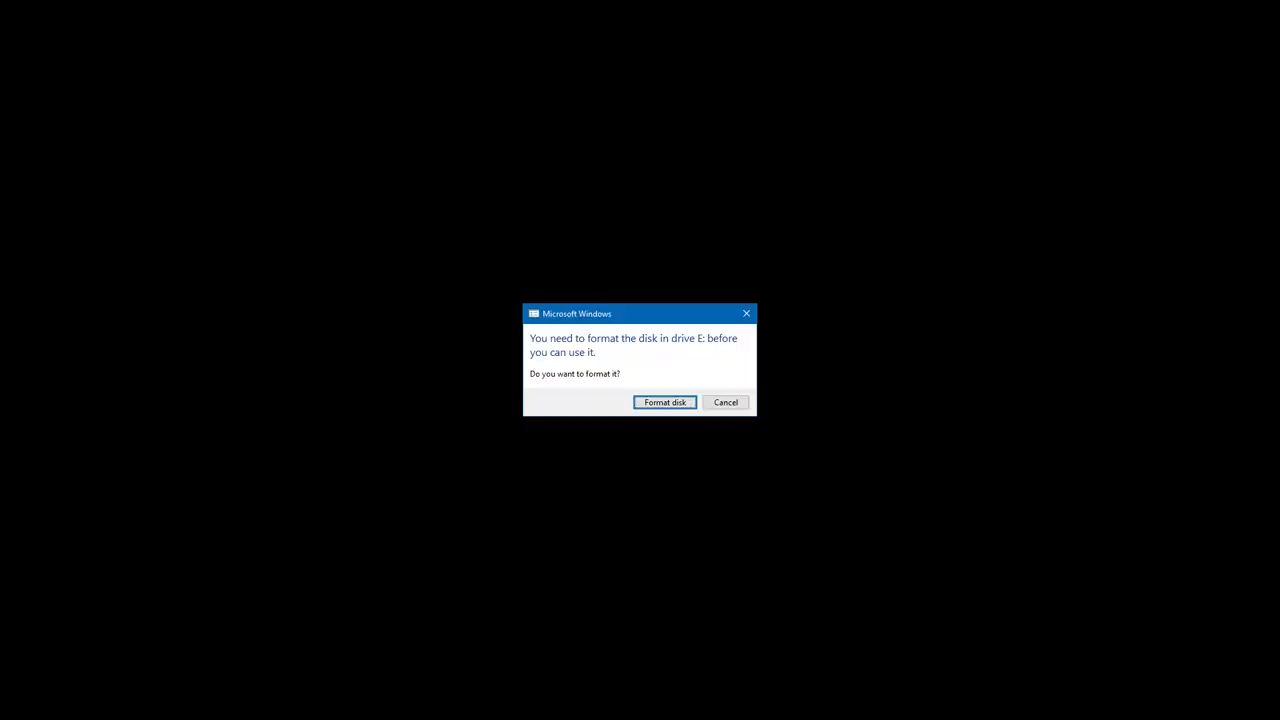 Microsoft Windows
You need to format the disk in drive E: before
you can use it.
Do you want to format it?
Format disk
Cancel